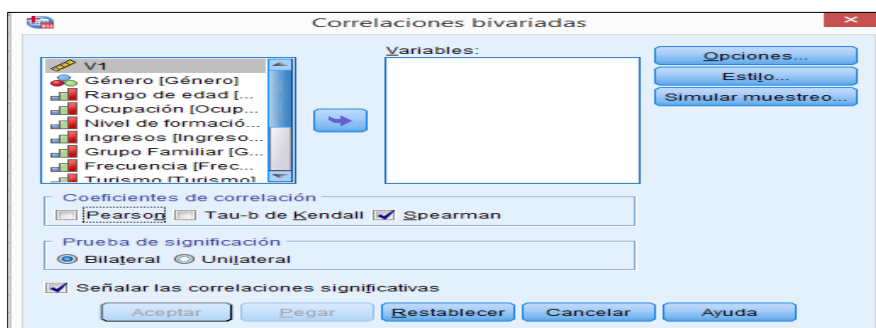 Correlaciones bivariadas
V1
Género [Género]
Rango de edad [...
Ocupación [Ocup...
Nivel de formació...
Ingresos [Ingreso...
Grupo Familiar [G...
Frecuencia [Frec...
Turismo [Turismo]
Variables:
Opciones...
Estilo...
Simular muestreo...
Coeficientes de correlación
Pearson Tau-b de Kendall Spearman
Prueba de significación
Bilateral Unilateral
Señalar las correlaciones significativas
Aceptar Pegar Restablecer Cancelar Ayuda